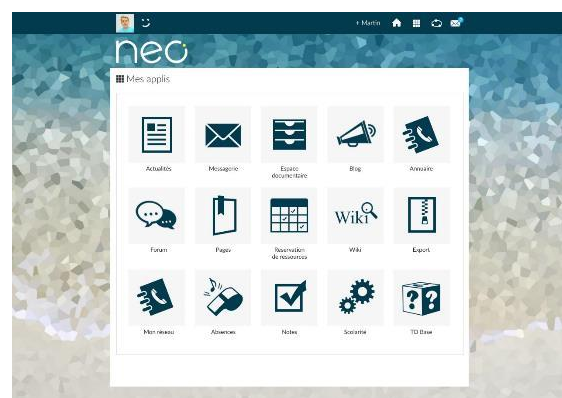 + Martin
neo
Mes applis
Actualités
Messagerie
Espace
documentaire
Blog
Annuaire
Forum
Pages
Réservation
de ressources
Wiki
Wiki
Export
Mon réseau
Absences
Notes
Scolarité
TD Base